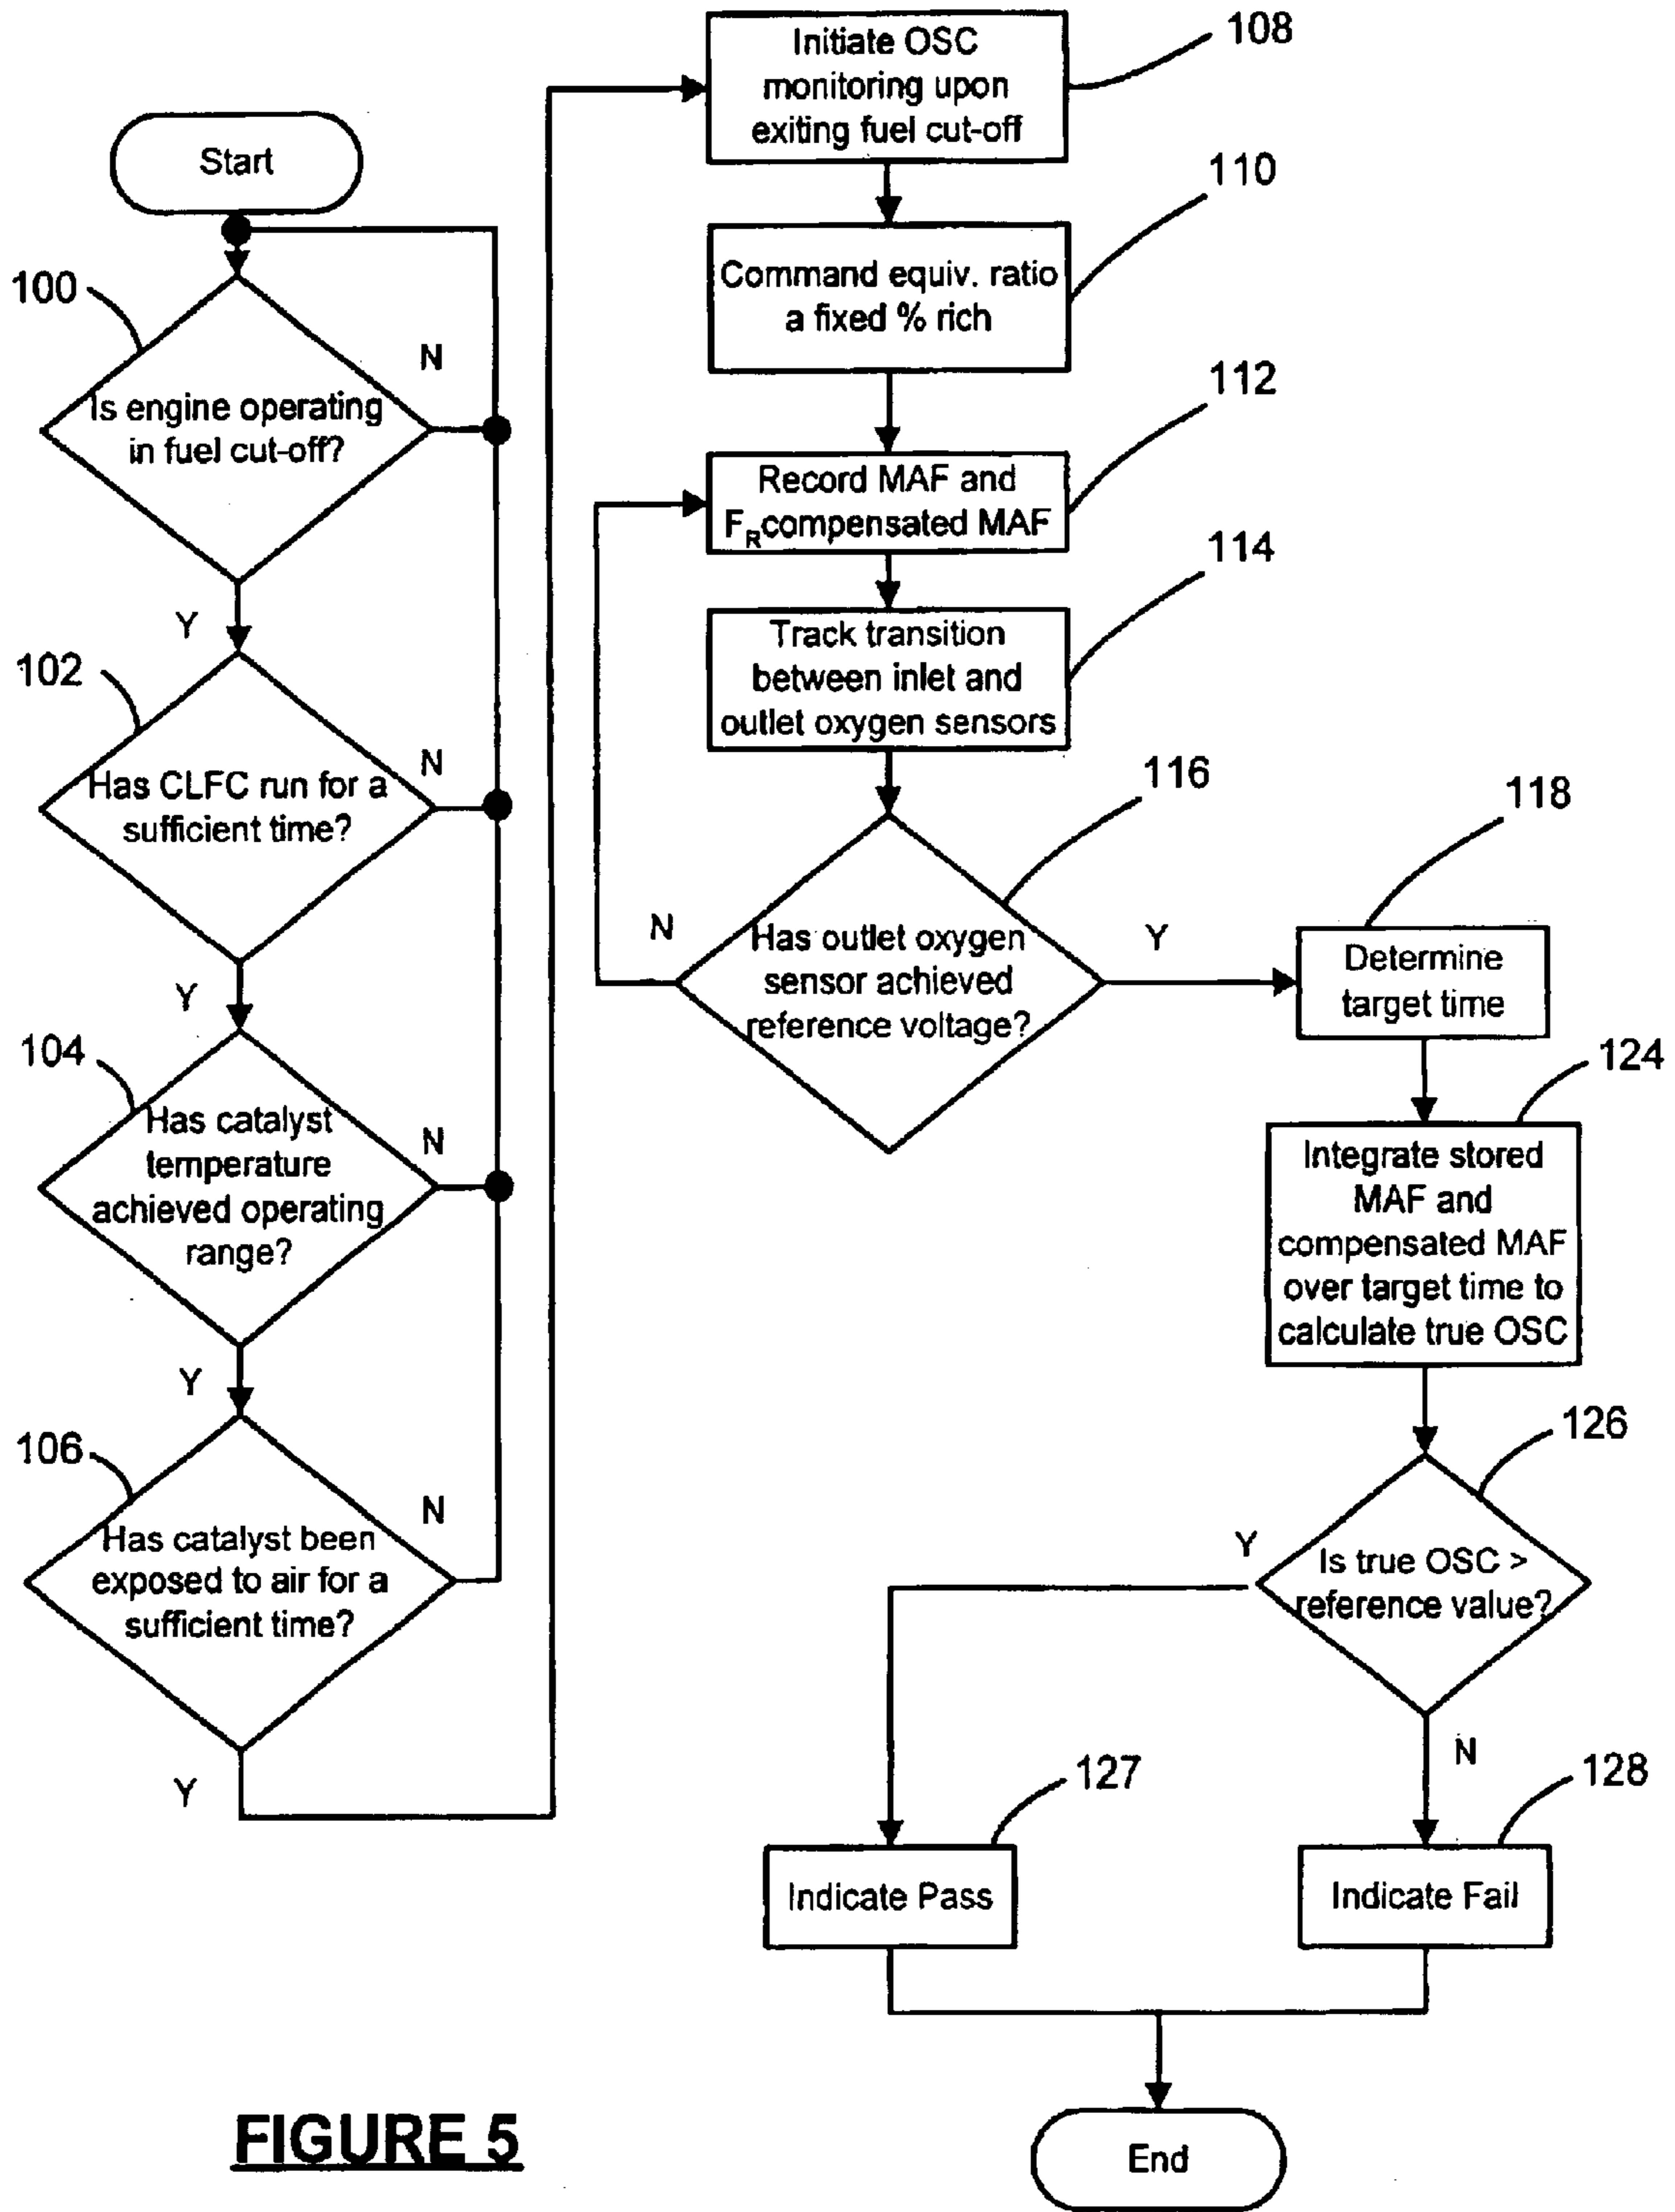 Start
100
Is engine operating
in fuel cut-off?
N
Y
102
Has CLFC run for a
sufficient time?
N
Y
104
Has catalyst
temperature
achieved operating
range?
N
Y
106
Has catalyst been
exposed to air for a
sufficient time?
N
Y
Initiate OSC
monitoring upon
exiting fuel cut-off
108
Command equiv. ratio
a fixed % rich
110
Record MAF and
FRcompensated MAF
112
Track transition
between inlet and
outlet oxygen sensors
114
Has outlet oxygen
sensor achieved
reference voltage?
116
N
Y
Determine
target time
118
Integrate stored
MAF and
compensated MAF
over target time to
calculate true OSC
124
Is true OSC >
reference value?
126
Y
N
Indicate Pass
127
Indicate Fail
128
End
FIGURE 5